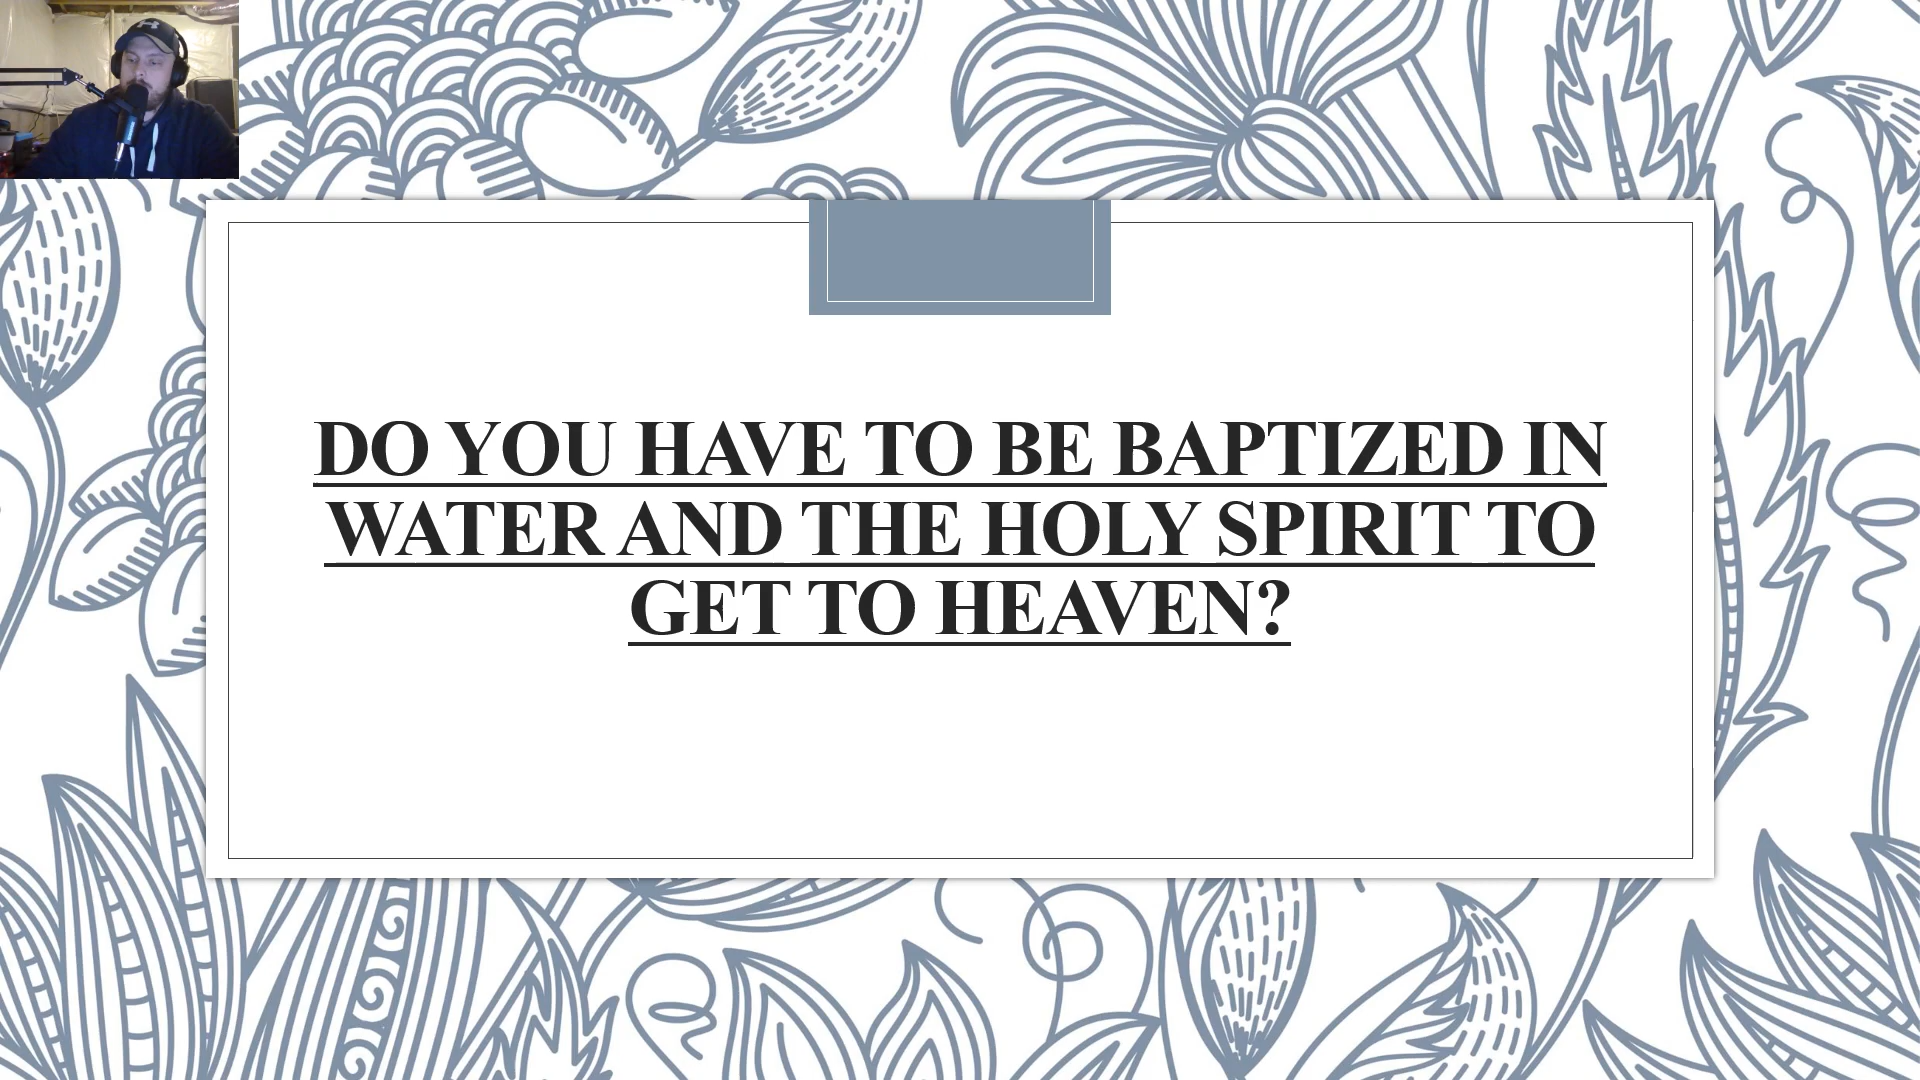 DO YOU HAVE TO BE BAPTIZED IN
WATER AND THE HOLY SPIRIT TO
GET TO HEAVEN?